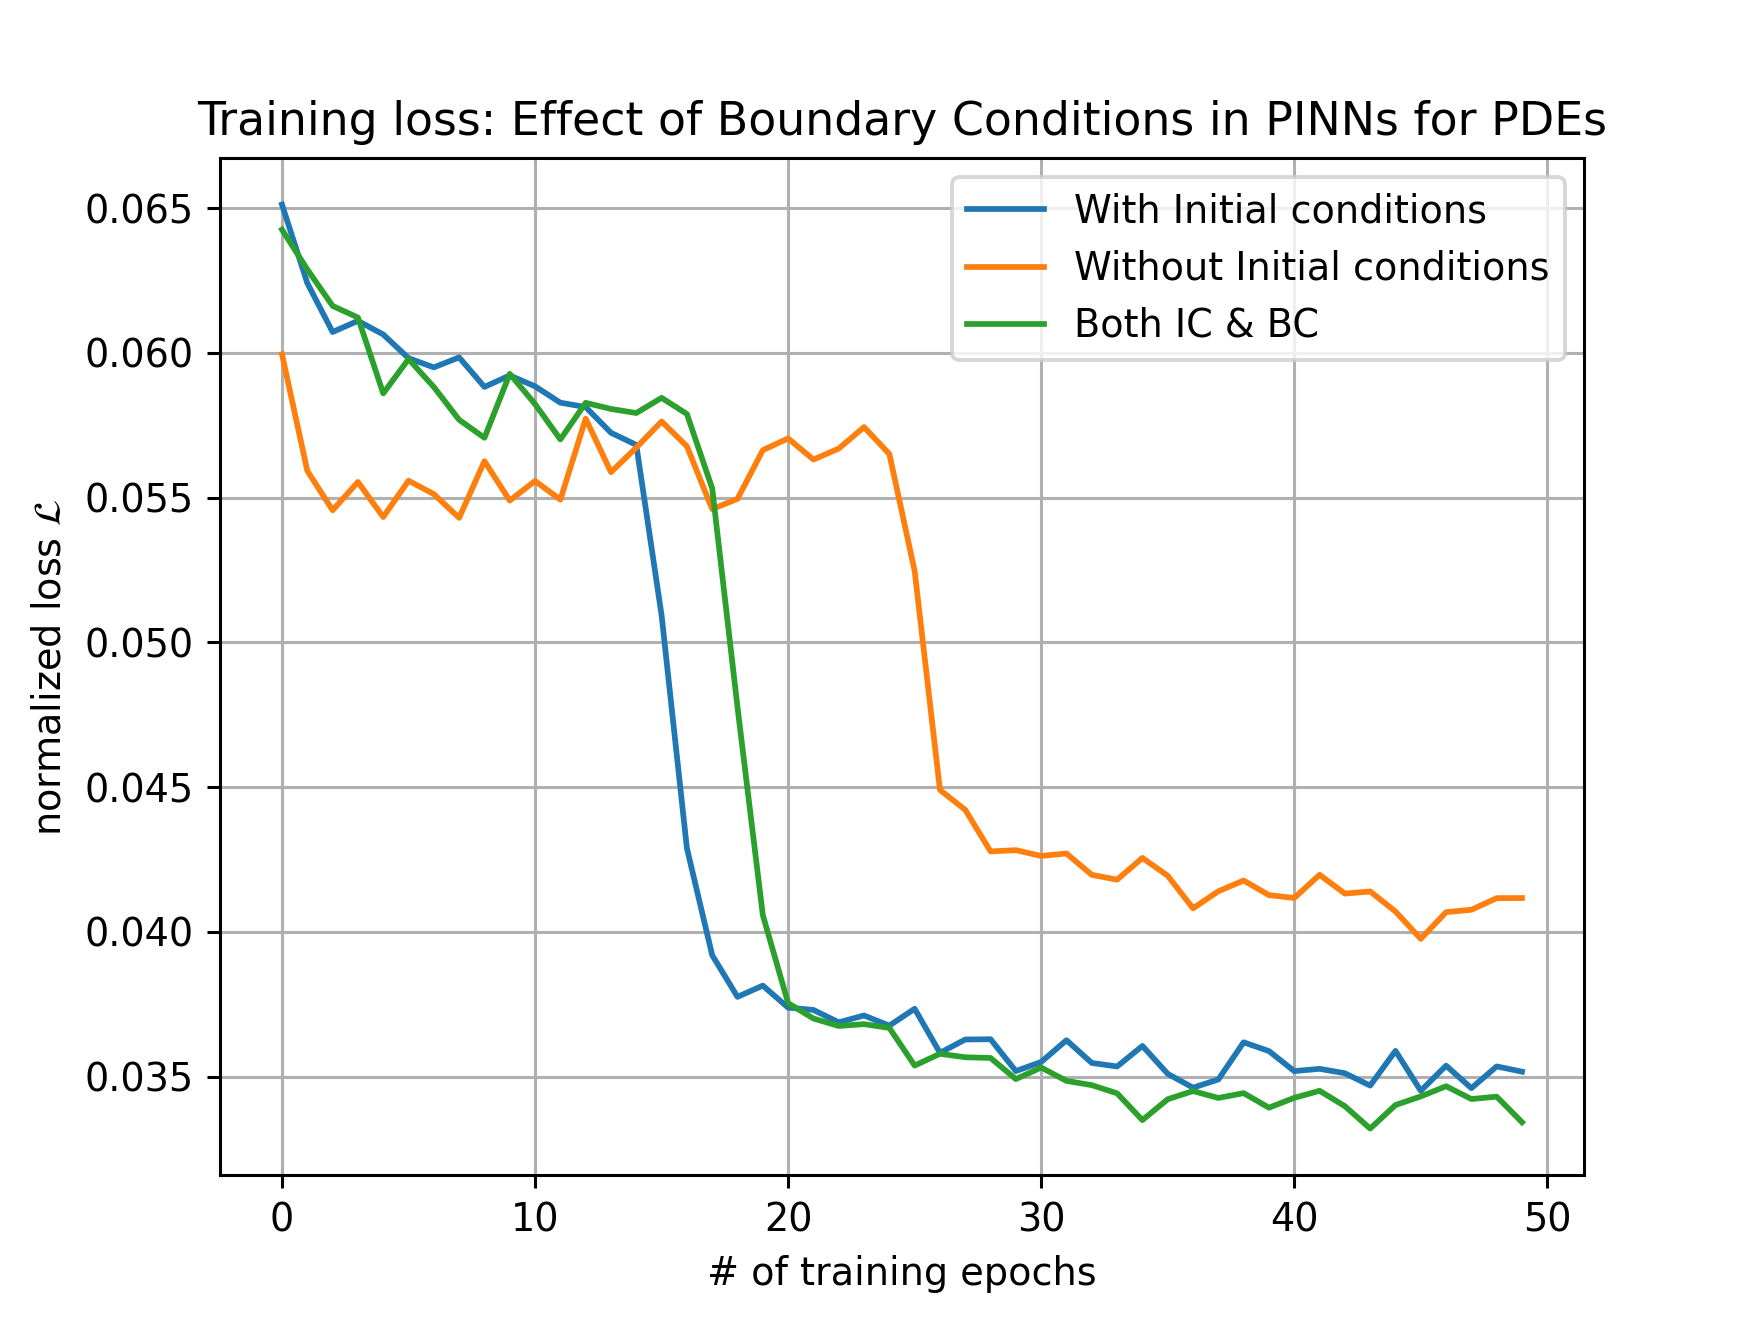 Training loss: Effect of Boundary Conditions in PINNs for PDEs
With Initial conditions
Without Initial conditions
Both IC & BC
0.065
0.060
0.055
0.050
0.045
0.040
0.035
normalized loss ℒ
0 10 20 30 40 50
# of training epochs